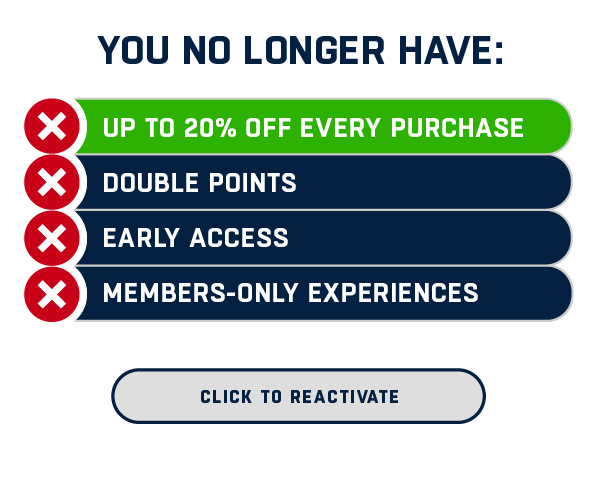 YOU NO LONGER HAVE:
UP TO 20% OFF EVERY PURCHASE
DOUBLE POINTS
EARLY ACCESS
MEMBERS-ONLY EXPERIENCES
CLICK TO REACTIVATE